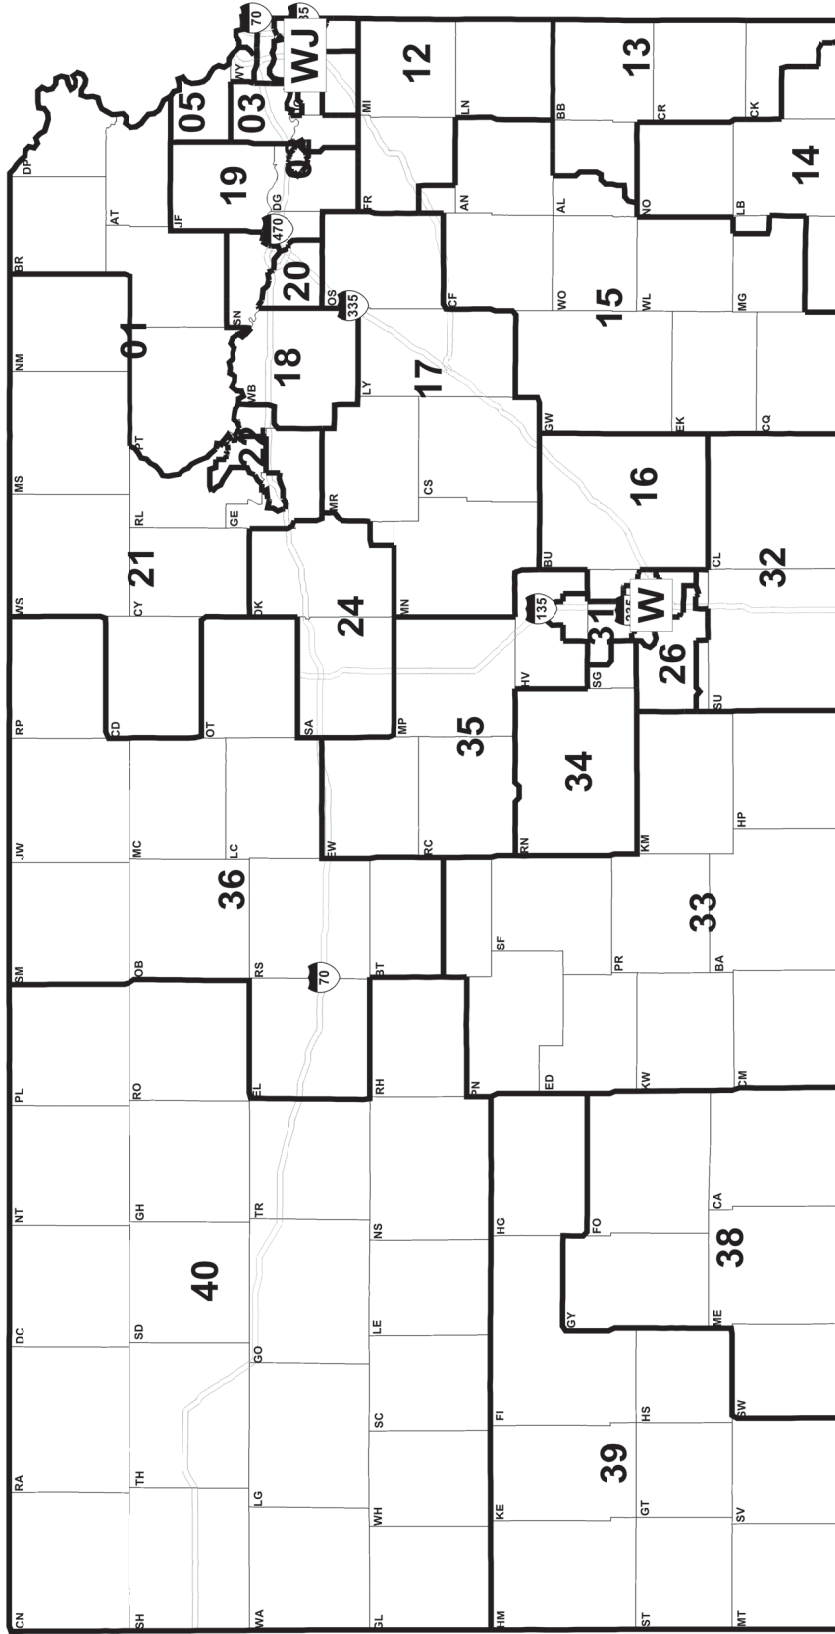 CN
RA
DC
NT
PL
SM
JW
RP
WS
MS
NM
BR
DP
SH
TH
SD
GH
RO
OB
MC
CD
CY
RL
PT
AT
01
21
40
36
JF
05
19
03
WA
LG
GO
TR
EL
RS
LC
OT
DK
GE
WB
SN
DG
WY
70
470
22
18
20
WJ
GL
WH
SC
LE
NS
RH
BT
EW
SA
24
MR
LY
OS
335
FR
MI
70
HM
KE
FI
HG
PN
SF
RC
MP
MN
CS
CF
AN
LN
12
35
17
39
GY
FO
ED
PR
RN
34
HV
135
BU
GW
WO
AL
BB
13
SG
31
W
16
15
ST
GT
HS
KW
KM
26
EK
WL
NO
CR
38
ME
CA
BA
33
SU
CL
32
MT
SV
SW
CM
HP
CQ
MG
LB
CK
14